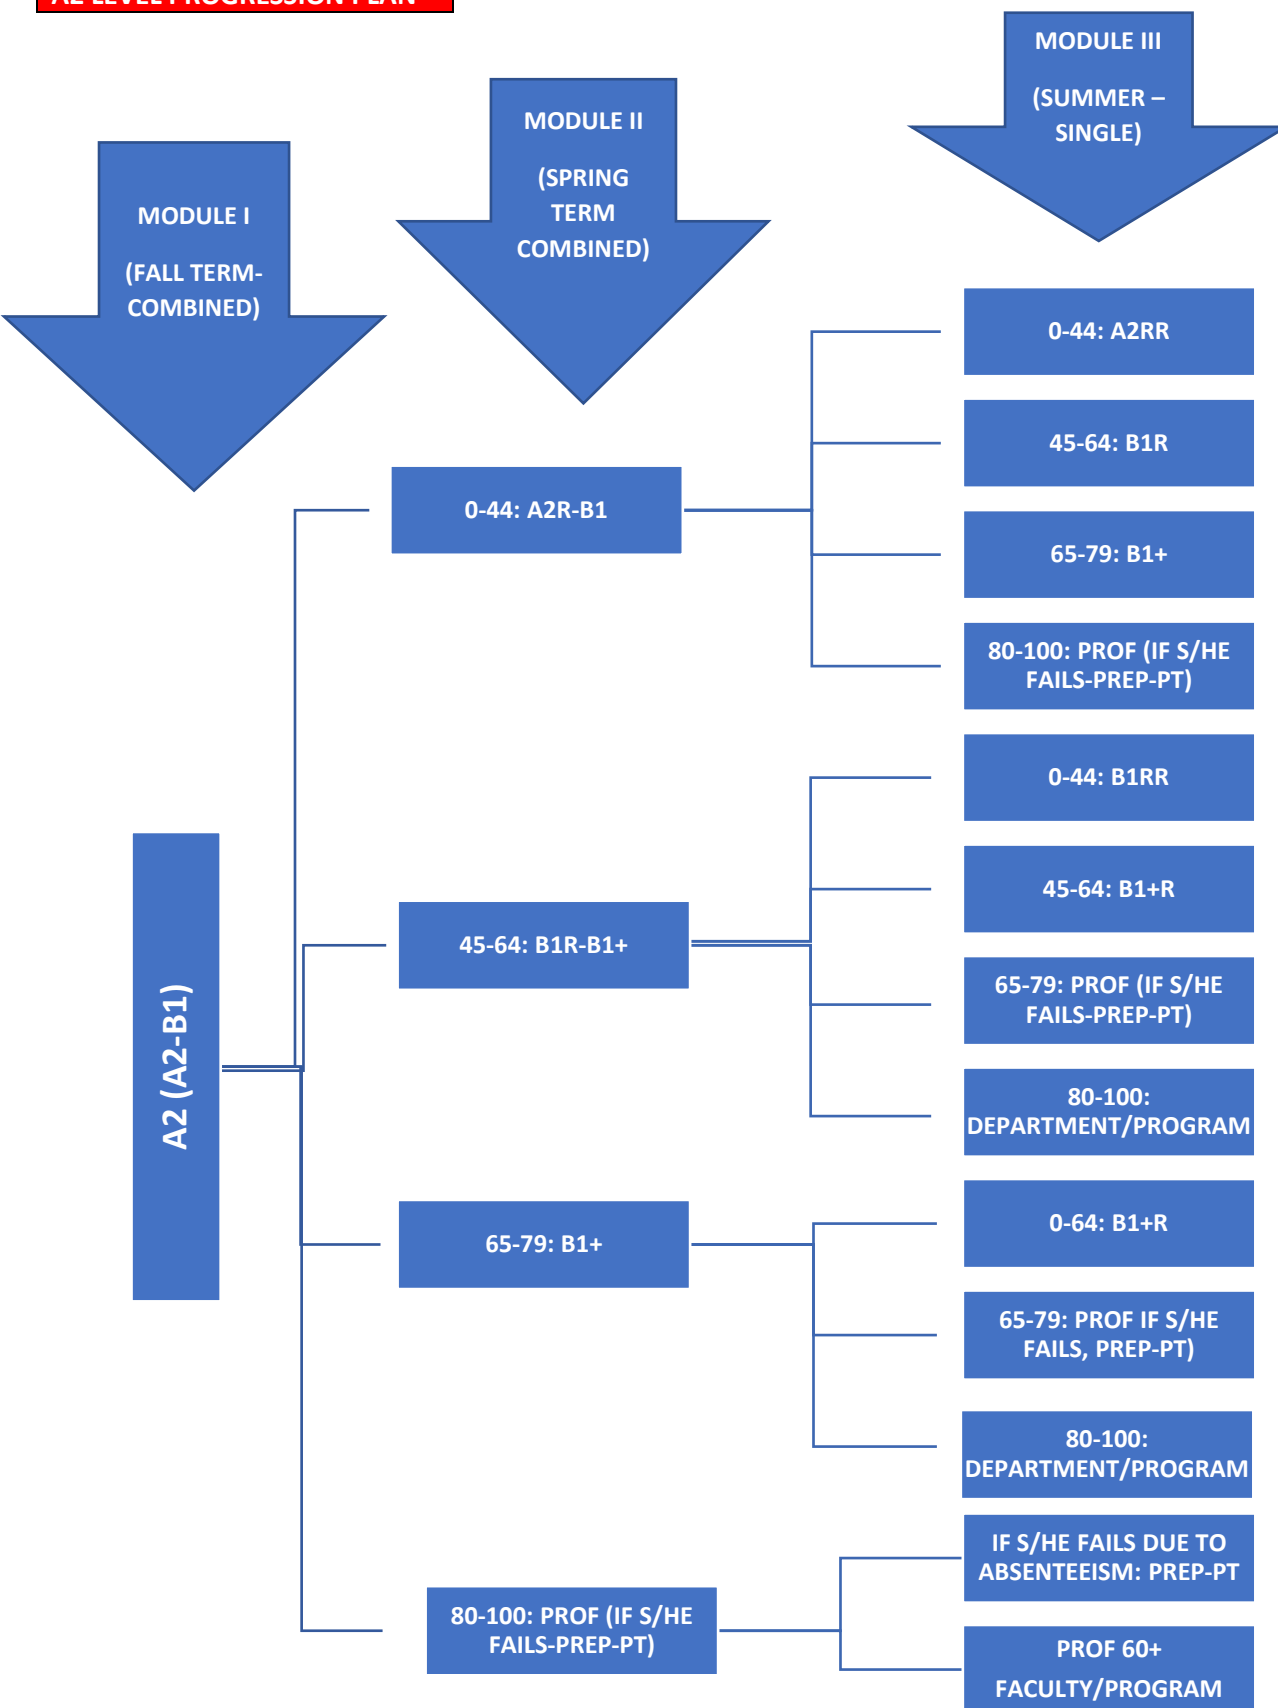 A2 LEVEL PROGRESSION PLAN
MODULE I
(FALL TERM-
COMBINED)
MODULE II
(SPRING
TERM
COMBINED)
MODULE III
(SUMMER –
SINGLE)
A2 (A2-B1)
0-44: A2R-B1
0-44: A2RR
45-64: B1R
65-79: B1+
80-100: PROF (IF S/HE
FAILS-PREP-PT)
45-64: B1R-B1+
0-44: B1RR
45-64: B1+R
65-79: PROF (IF S/HE
FAILS-PREP-PT)
80-100:
DEPARTMENT/PROGRAM
65-79: B1+
0-64: B1+R
65-79: PROF IF S/HE
FAILS, PREP-PT)
80-100:
DEPARTMENT/PROGRAM
80-100: PROF (IF S/HE
FAILS-PREP-PT)
IF S/HE FAILS DUE TO
ABSENTEEISM: PREP-PT
PROF 60+
FACULTY/PROGRAM